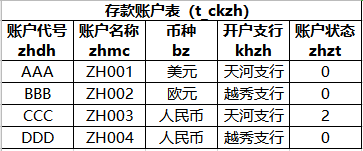 存款账户表（t_ckzh）
账户代号 账户名称 币种 开户支行 账户状态
zhdh zhmc bz khzh zhzt
AAA ZH001 美元 天河支行 0
BBB ZH002 欧元 越秀支行 0
CCC ZH003 人民币 天河支行 2
DDD ZH004 人民币 越秀支行 0